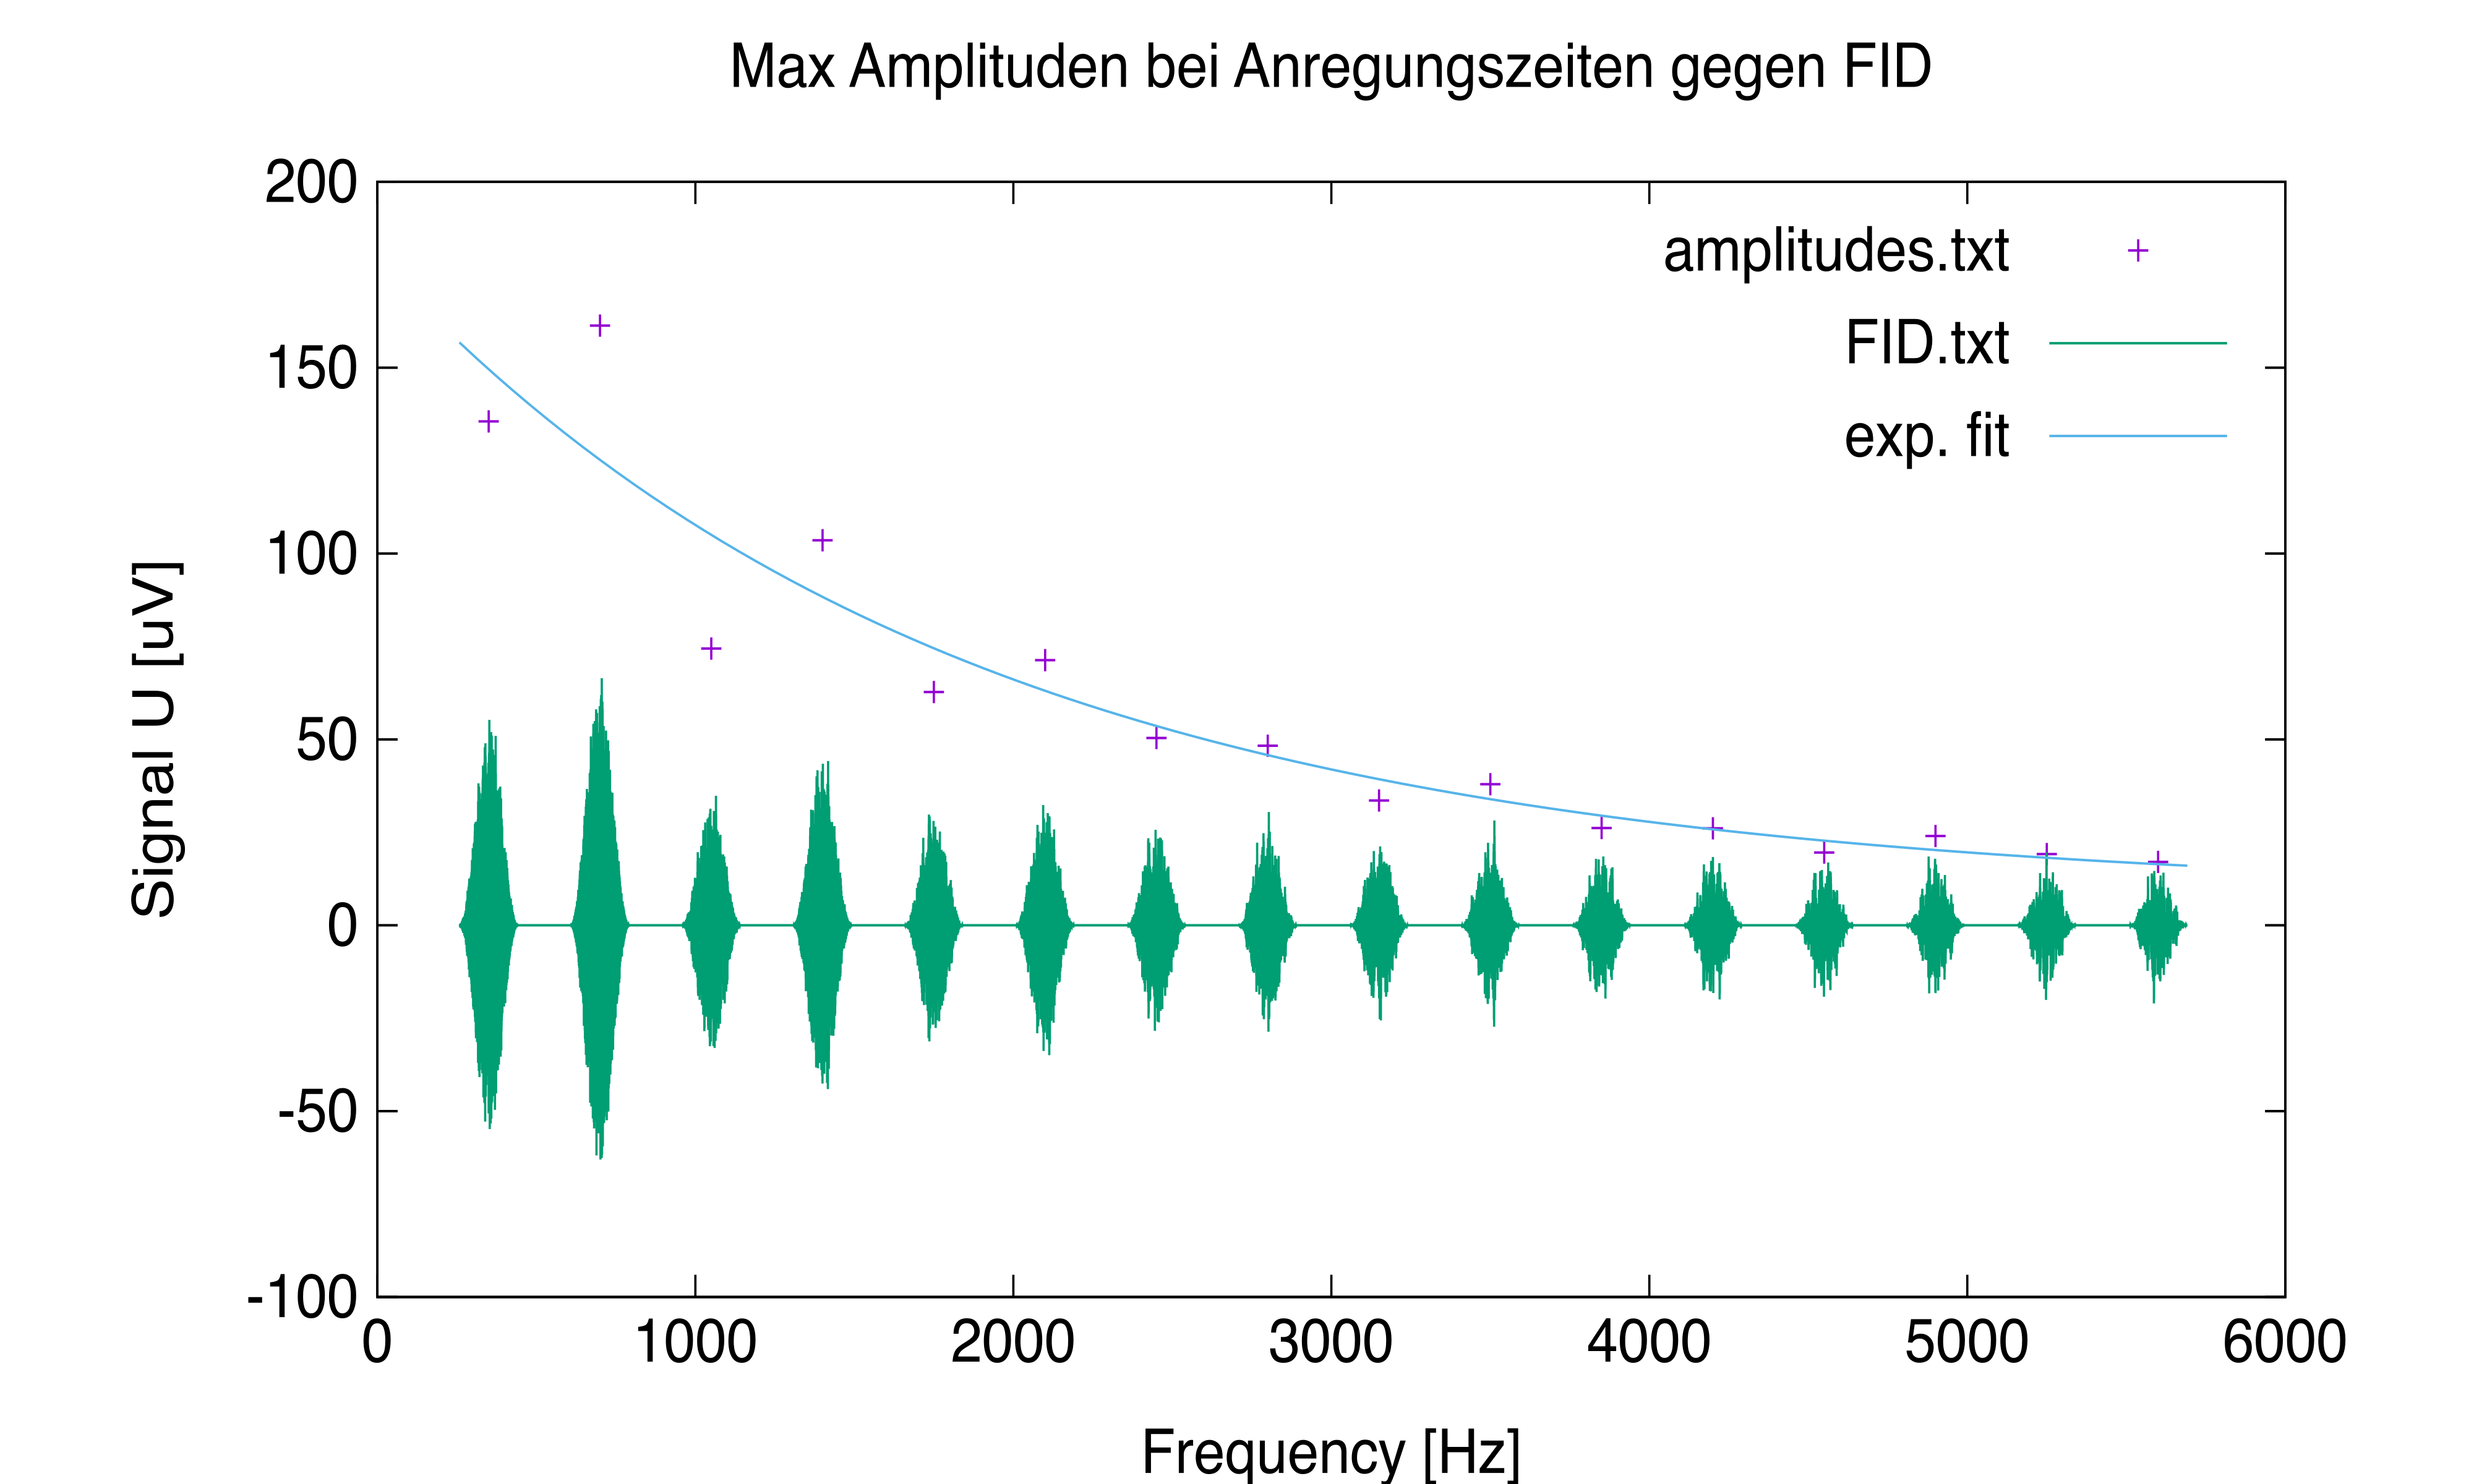 Max Amplituden bei Anregungszeiten gegen FID
200
150
100
50
0
-50
-100
Signal U [uV]
amplitudes.txt
FID.txt
exp. fit
0 1000 2000 3000 4000 5000 6000
Frequency [Hz]